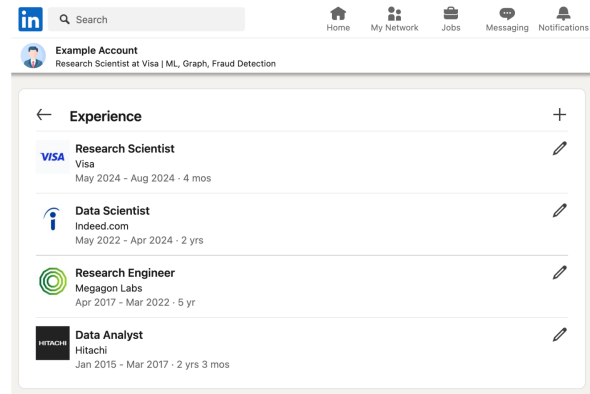 in
Search
Home
My Network
Jobs
Messaging
Notifications
Example Account
Research Scientist at Visa | ML, Graph, Fraud Detection
Experience
VISA
Research Scientist
Visa
May 2024 - Aug 2024 · 4 mos
Data Scientist
Indeed.com
May 2022 - Apr 2024 · 2 yrs
Research Engineer
Megagon Labs
Apr 2017 - Mar 2022 · 5 yr
HITACHI
Data Analyst
Hitachi
Jan 2015 - Mar 2017 · 2 yrs 3 mos